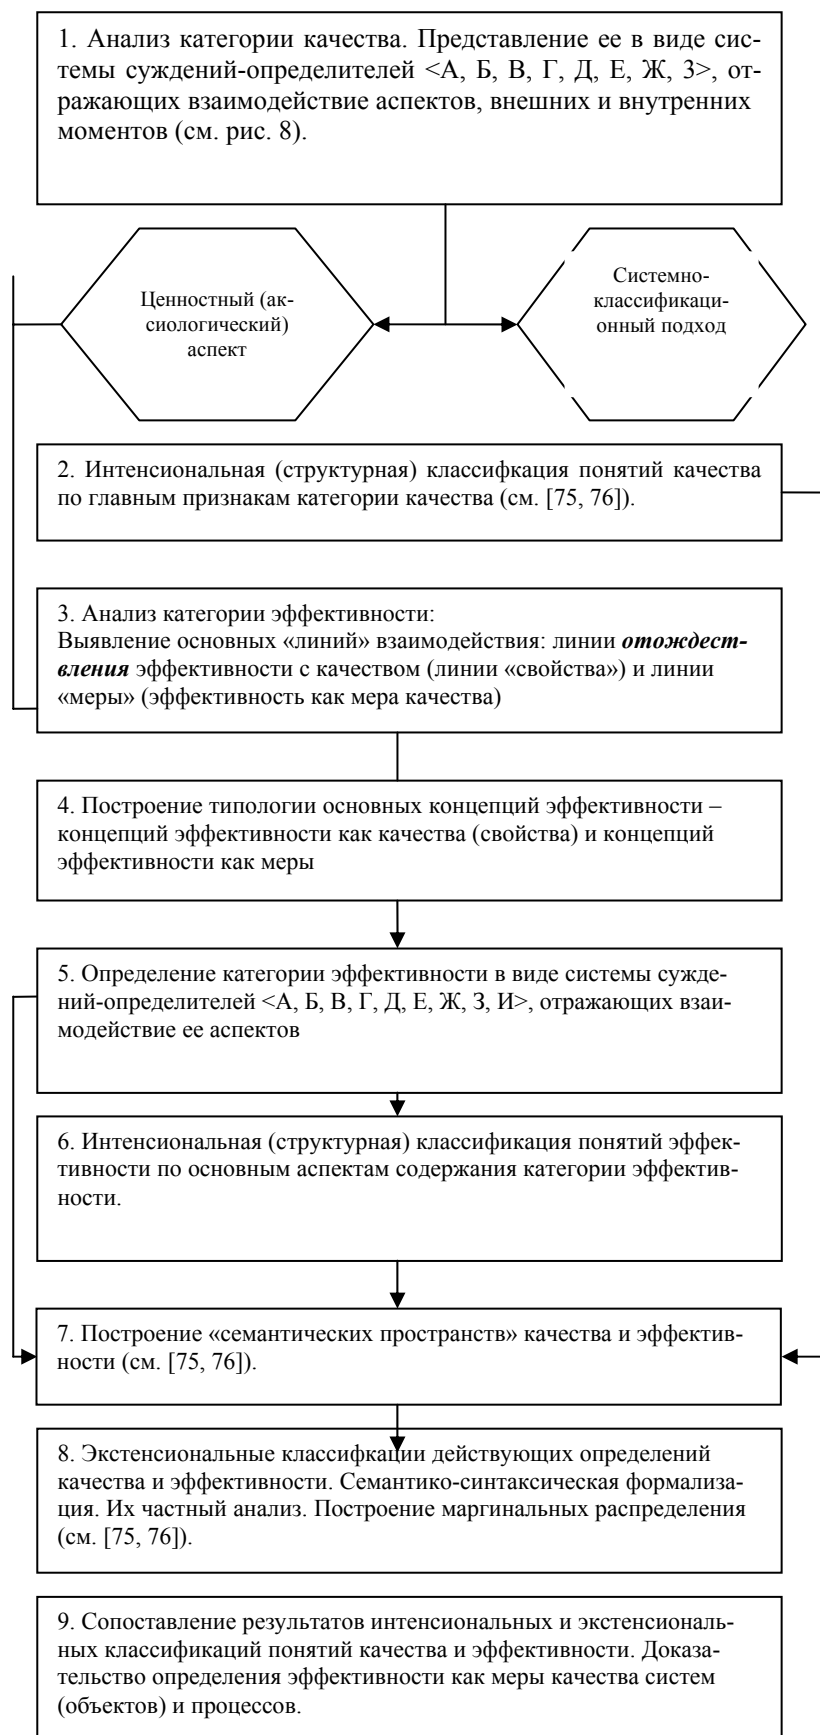 1. Анализ категории качества. Представление ее в виде сис-
темы суждений-определителей <А, Б, В, Г, Д, Е, Ж, З>, от-
ражающих взаимодействие аспектов, внешних и внутренних
моментов (см. рис. 8).
Ценностный (ак-
сиологический)
аспект
Системно-
классификаци-
онный подход
2. Интенсиональная (структурная) классифкация понятий качества
по главным признакам категории качества (см. [75, 76]).
3. Анализ категории эффективности:
Выявление основных «линий» взаимодействия: линии отождест-
вления эффективности с качеством (линии «свойства») и линии
«меры» (эффективность как мера качества)
4. Построение типологии основных концепций эффективности –
концепций эффективности как качества (свойства) и концепций
эффективности как меры
5. Определение категории эффективности в виде системы сужде-
ний-определителей <А, Б, В, Г, Д, Е, Ж, З, И>, отражающих взаи-
модействие ее аспектов
6. Интенсиональная (структурная) классификация понятий эффек-
тивности по основным аспектам содержания категории эффектив-
ности.
7. Построение «семантических пространств» качества и эффектив-
ности (см. [75, 76]).
8. Экстенсиональные классифкации действующих определений
качества и эффективности. Семантико-синтаксическая формализа-
ция. Их частный анализ. Построение маргинальных распределения
(см. [75, 76]).
9. Сопоставление результатов интенсиональных и экстенсиональ-
ных классификаций понятий качества и эффективности. Доказа-
тельство определения эффективности как меры качества систем
(объектов) и процессов.